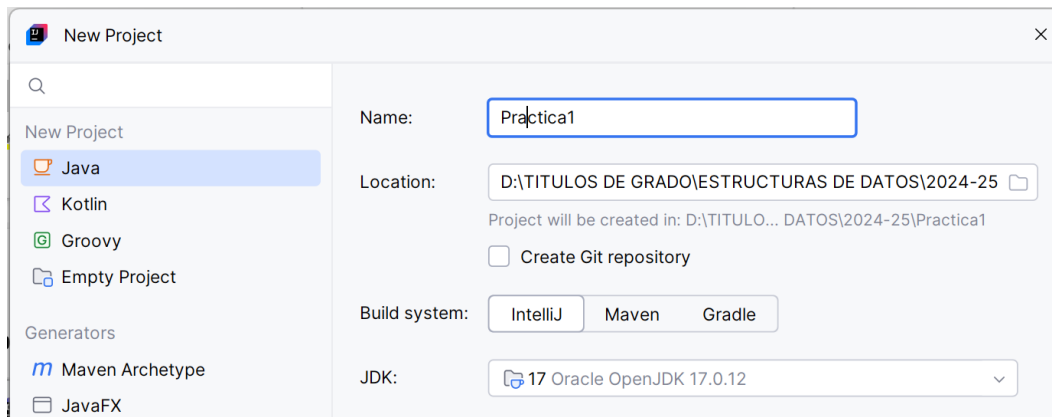 New Project
New Project
Java
Kotlin
Groovy
Empty Project
Generators
Maven Archetype
JavaFX
Name: Practica1
Location: D:\TITULOS DE GRADO\ESTRUCTURAS DE DATOS\2024-25
Project will be created in: D:\TITULO... DATOS\2024-25\Practica1
Create Git repository
Build system: IntelliJ Maven Gradle
JDK: 17 Oracle OpenJDK 17.0.12